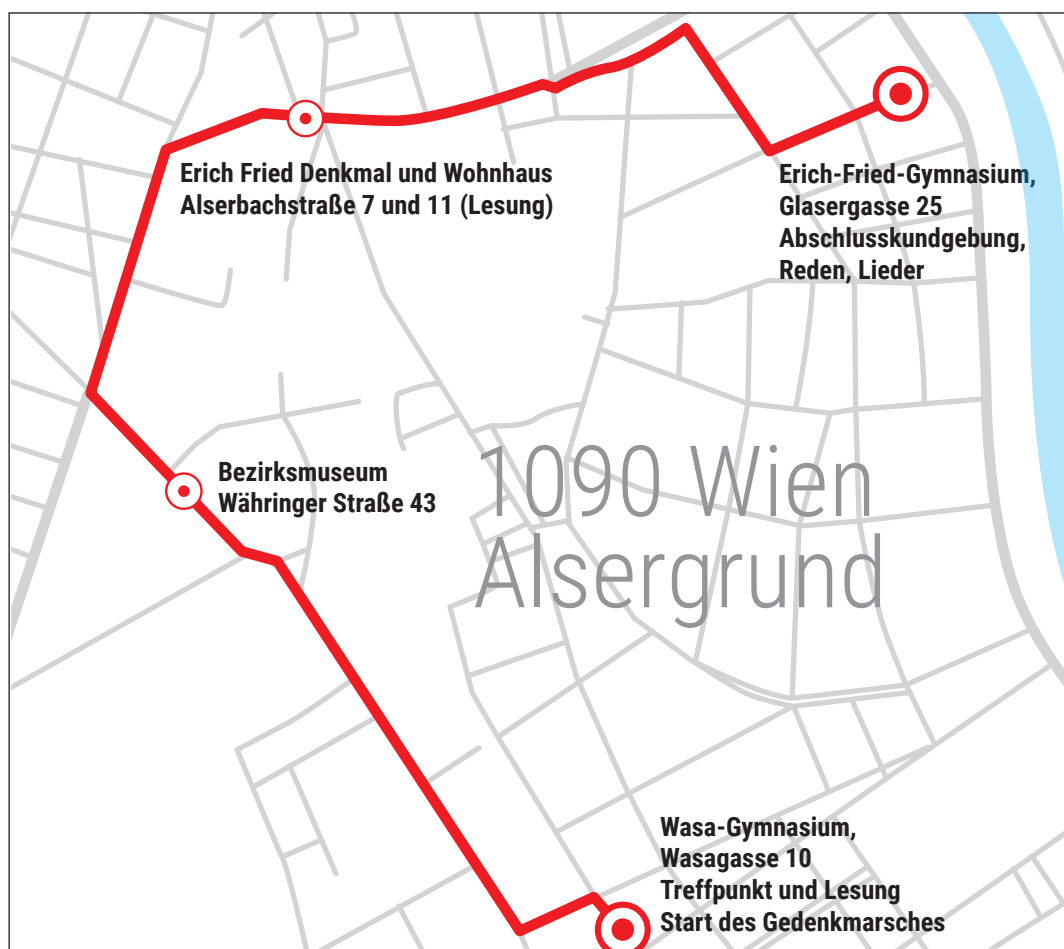 Erich Fried Denkmal und Wohnhaus
Alserbachstraße 7 und 11 (Lesung)
Erich-Fried-Gymnasium,
Glasergasse 25
Abschlusskundgebung,
Reden, Lieder
Bezirksmuseum
Währinger Straße 43
1090 Wien
Alsergrund
Wasa-Gymnasium,
Wasagasse 10
Treffpunkt und Lesung
Start des Gedenkmarsches